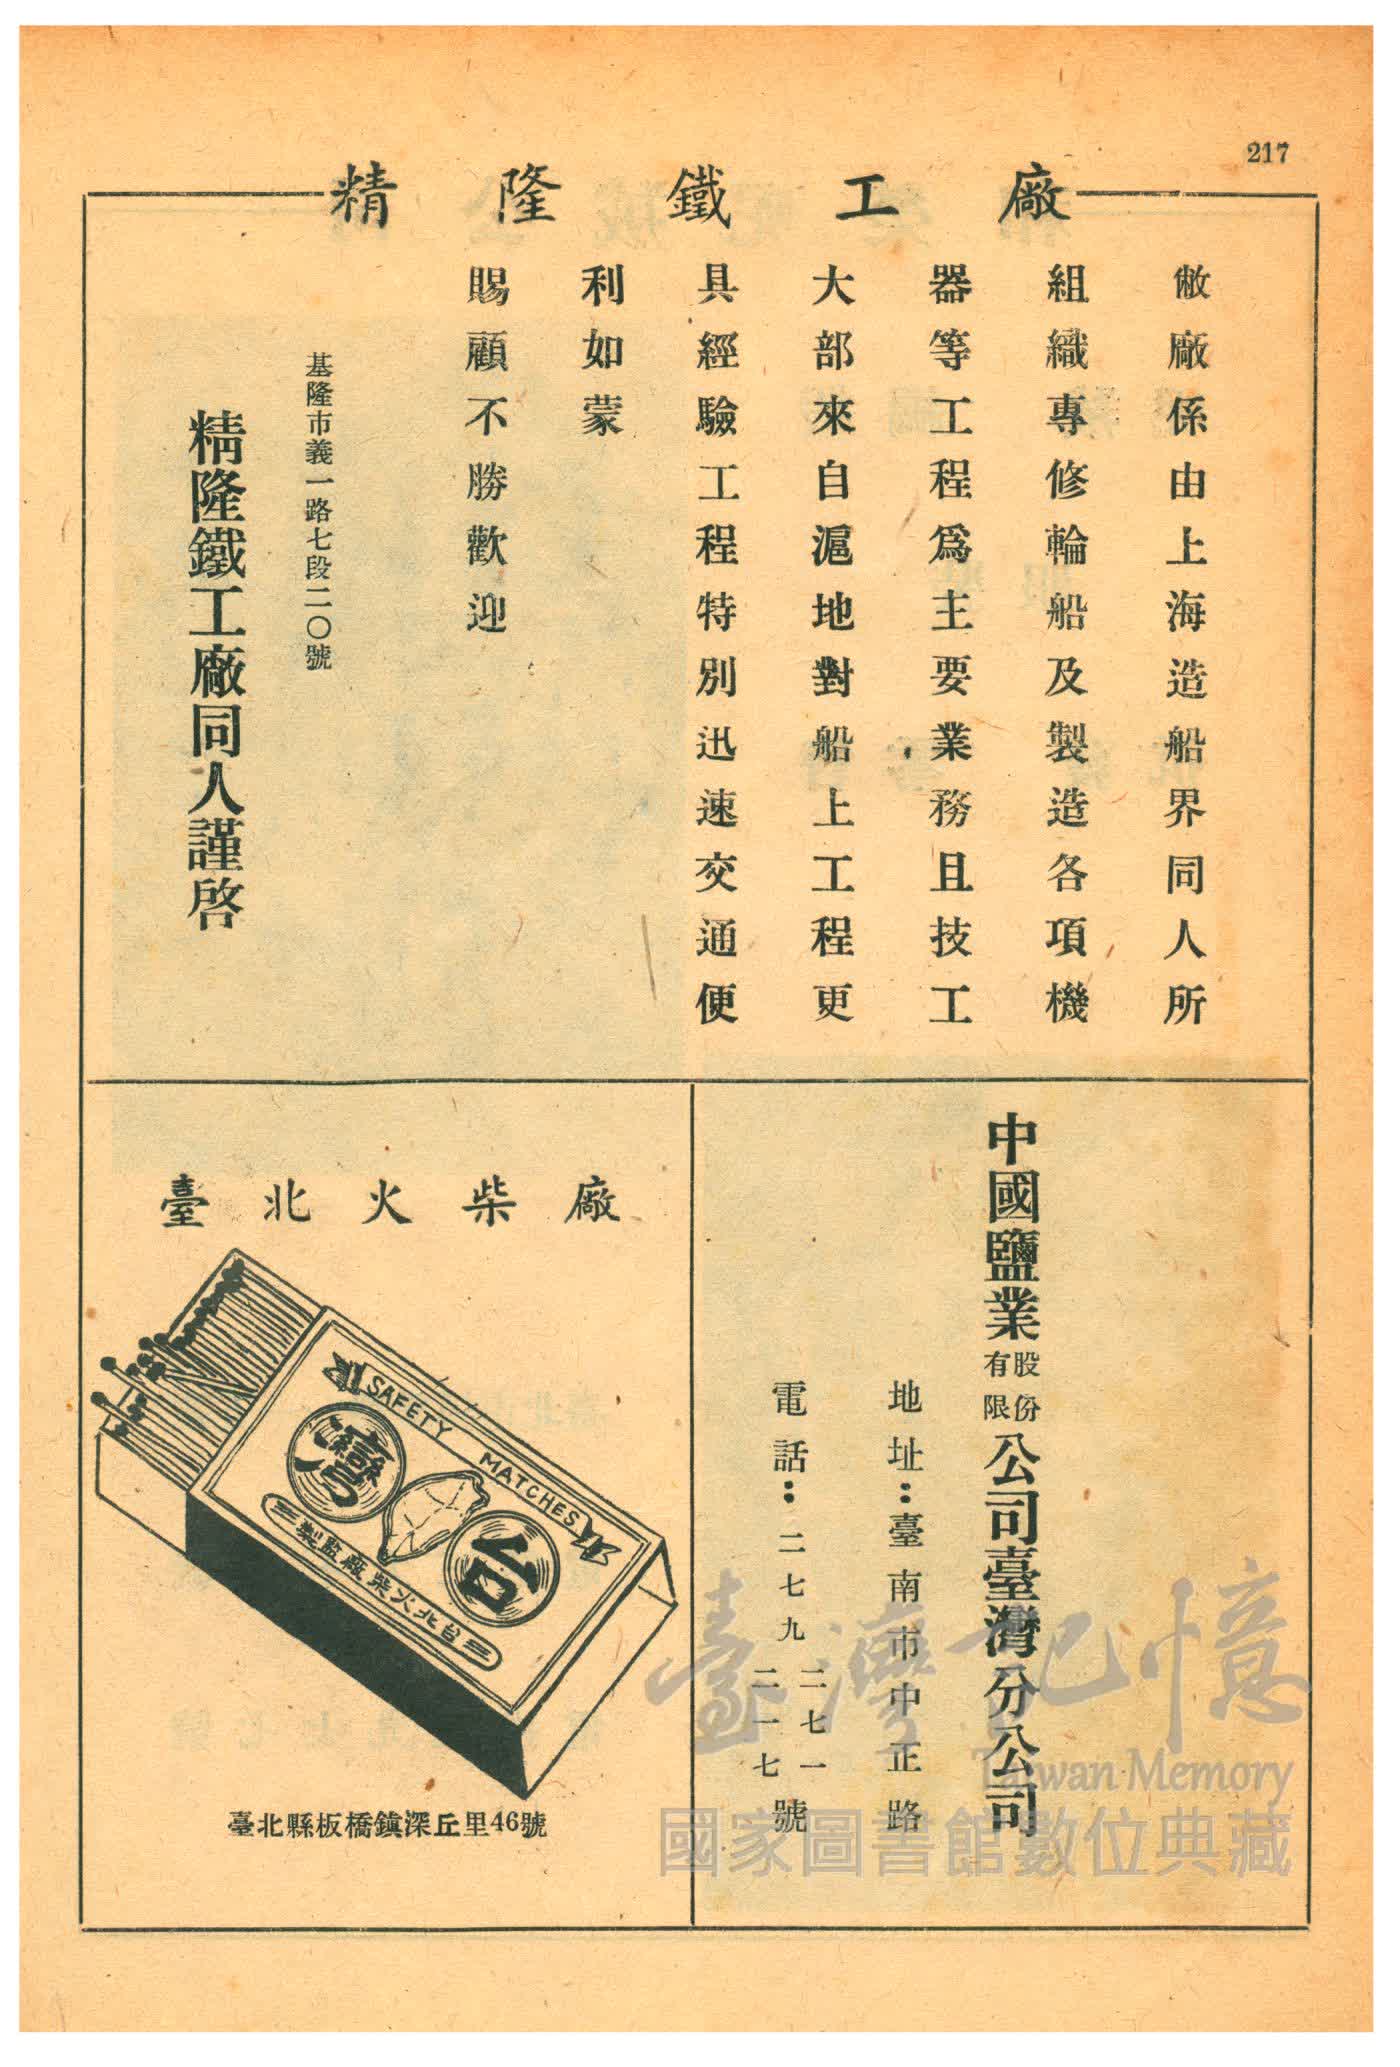 217
精隆鐵工廠
敝廠係由上海造船界同人所
組織專修輪船及製造各項機
器等工程爲主要業務且技工
大部來自滬地對船上工程更
具經驗工程特別迅速交通便
利如蒙
賜顧不勝歡迎
基隆市義一路七段二〇號
精隆鐵工廠同人謹啓
中國鹽業股份有限公司臺灣分公司
地址：臺南市中正路
電話：二七九 二七一 二一七號
臺北火柴廠
SAFETY MATCHES
台灣
台北火柴廠監製
臺北縣板橋鎮深丘里46號
臺灣記憶
Taiwan Memory
國家圖書館數位典藏